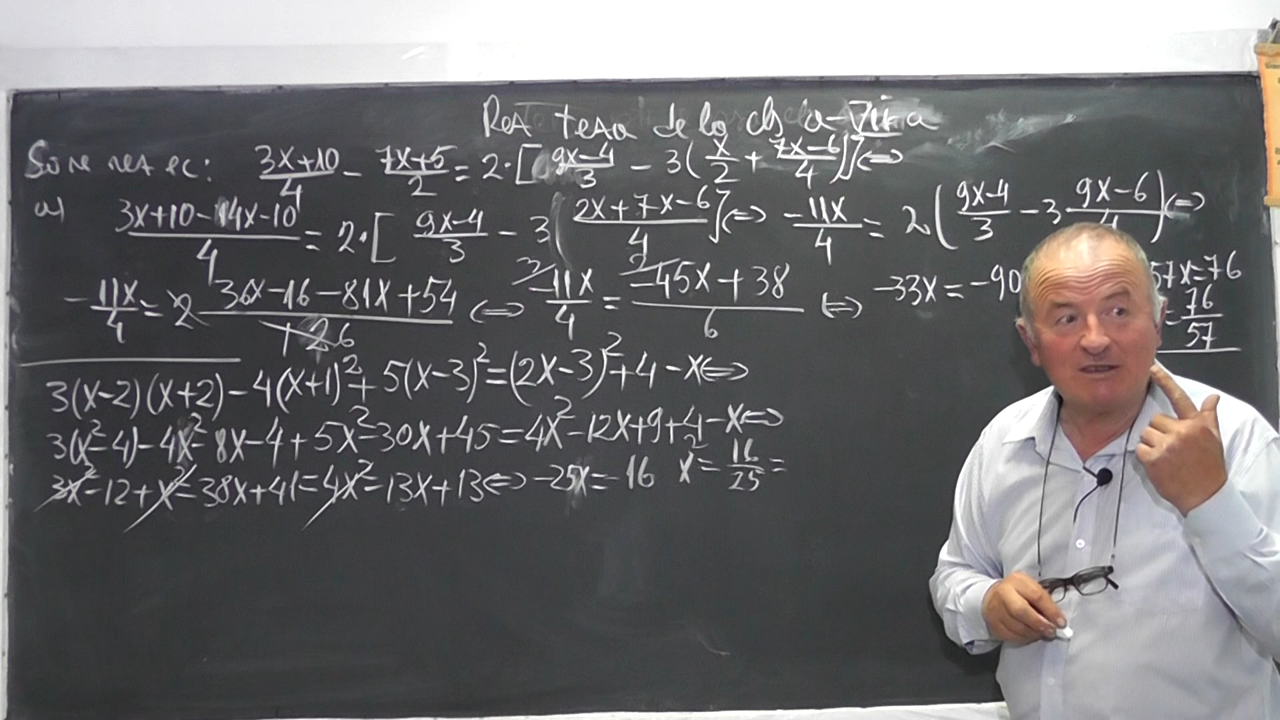 Rez tema de la cls a-VII-a
Să se rez ec: (3x+10)/4 - (7x+5)/2 = 2·[(9x-4)/3 - 3(x/2 + (7x-6)/4)] ⇔
a) (3x+10-14x-10)/4 = 2·[(9x-4)/3 - 3(2x+7x-6)/4] ⇔ -11x/4 = 2((9x-4)/3 - 3 (9x-6)/4) ⇔
-11x/4 = 2 (36x-16-81x+54)/12 6 ⇔ 3) -11x/4 = 2) (-45x+38)/6 ⇔ -33x = -90 57x=76
= 76/57
3(x-2)(x+2)-4(x+1)²+5(x-3)²=(2x-3)²+4-x ⇔
3(x²-4)-4x²-8x-4+5x²-30x+45=4x²-12x+9+4-x ⇔
3x²-12+x²-38x+41=4x²-13x+13 ⇔ -25x=-16 x = 16/25 =